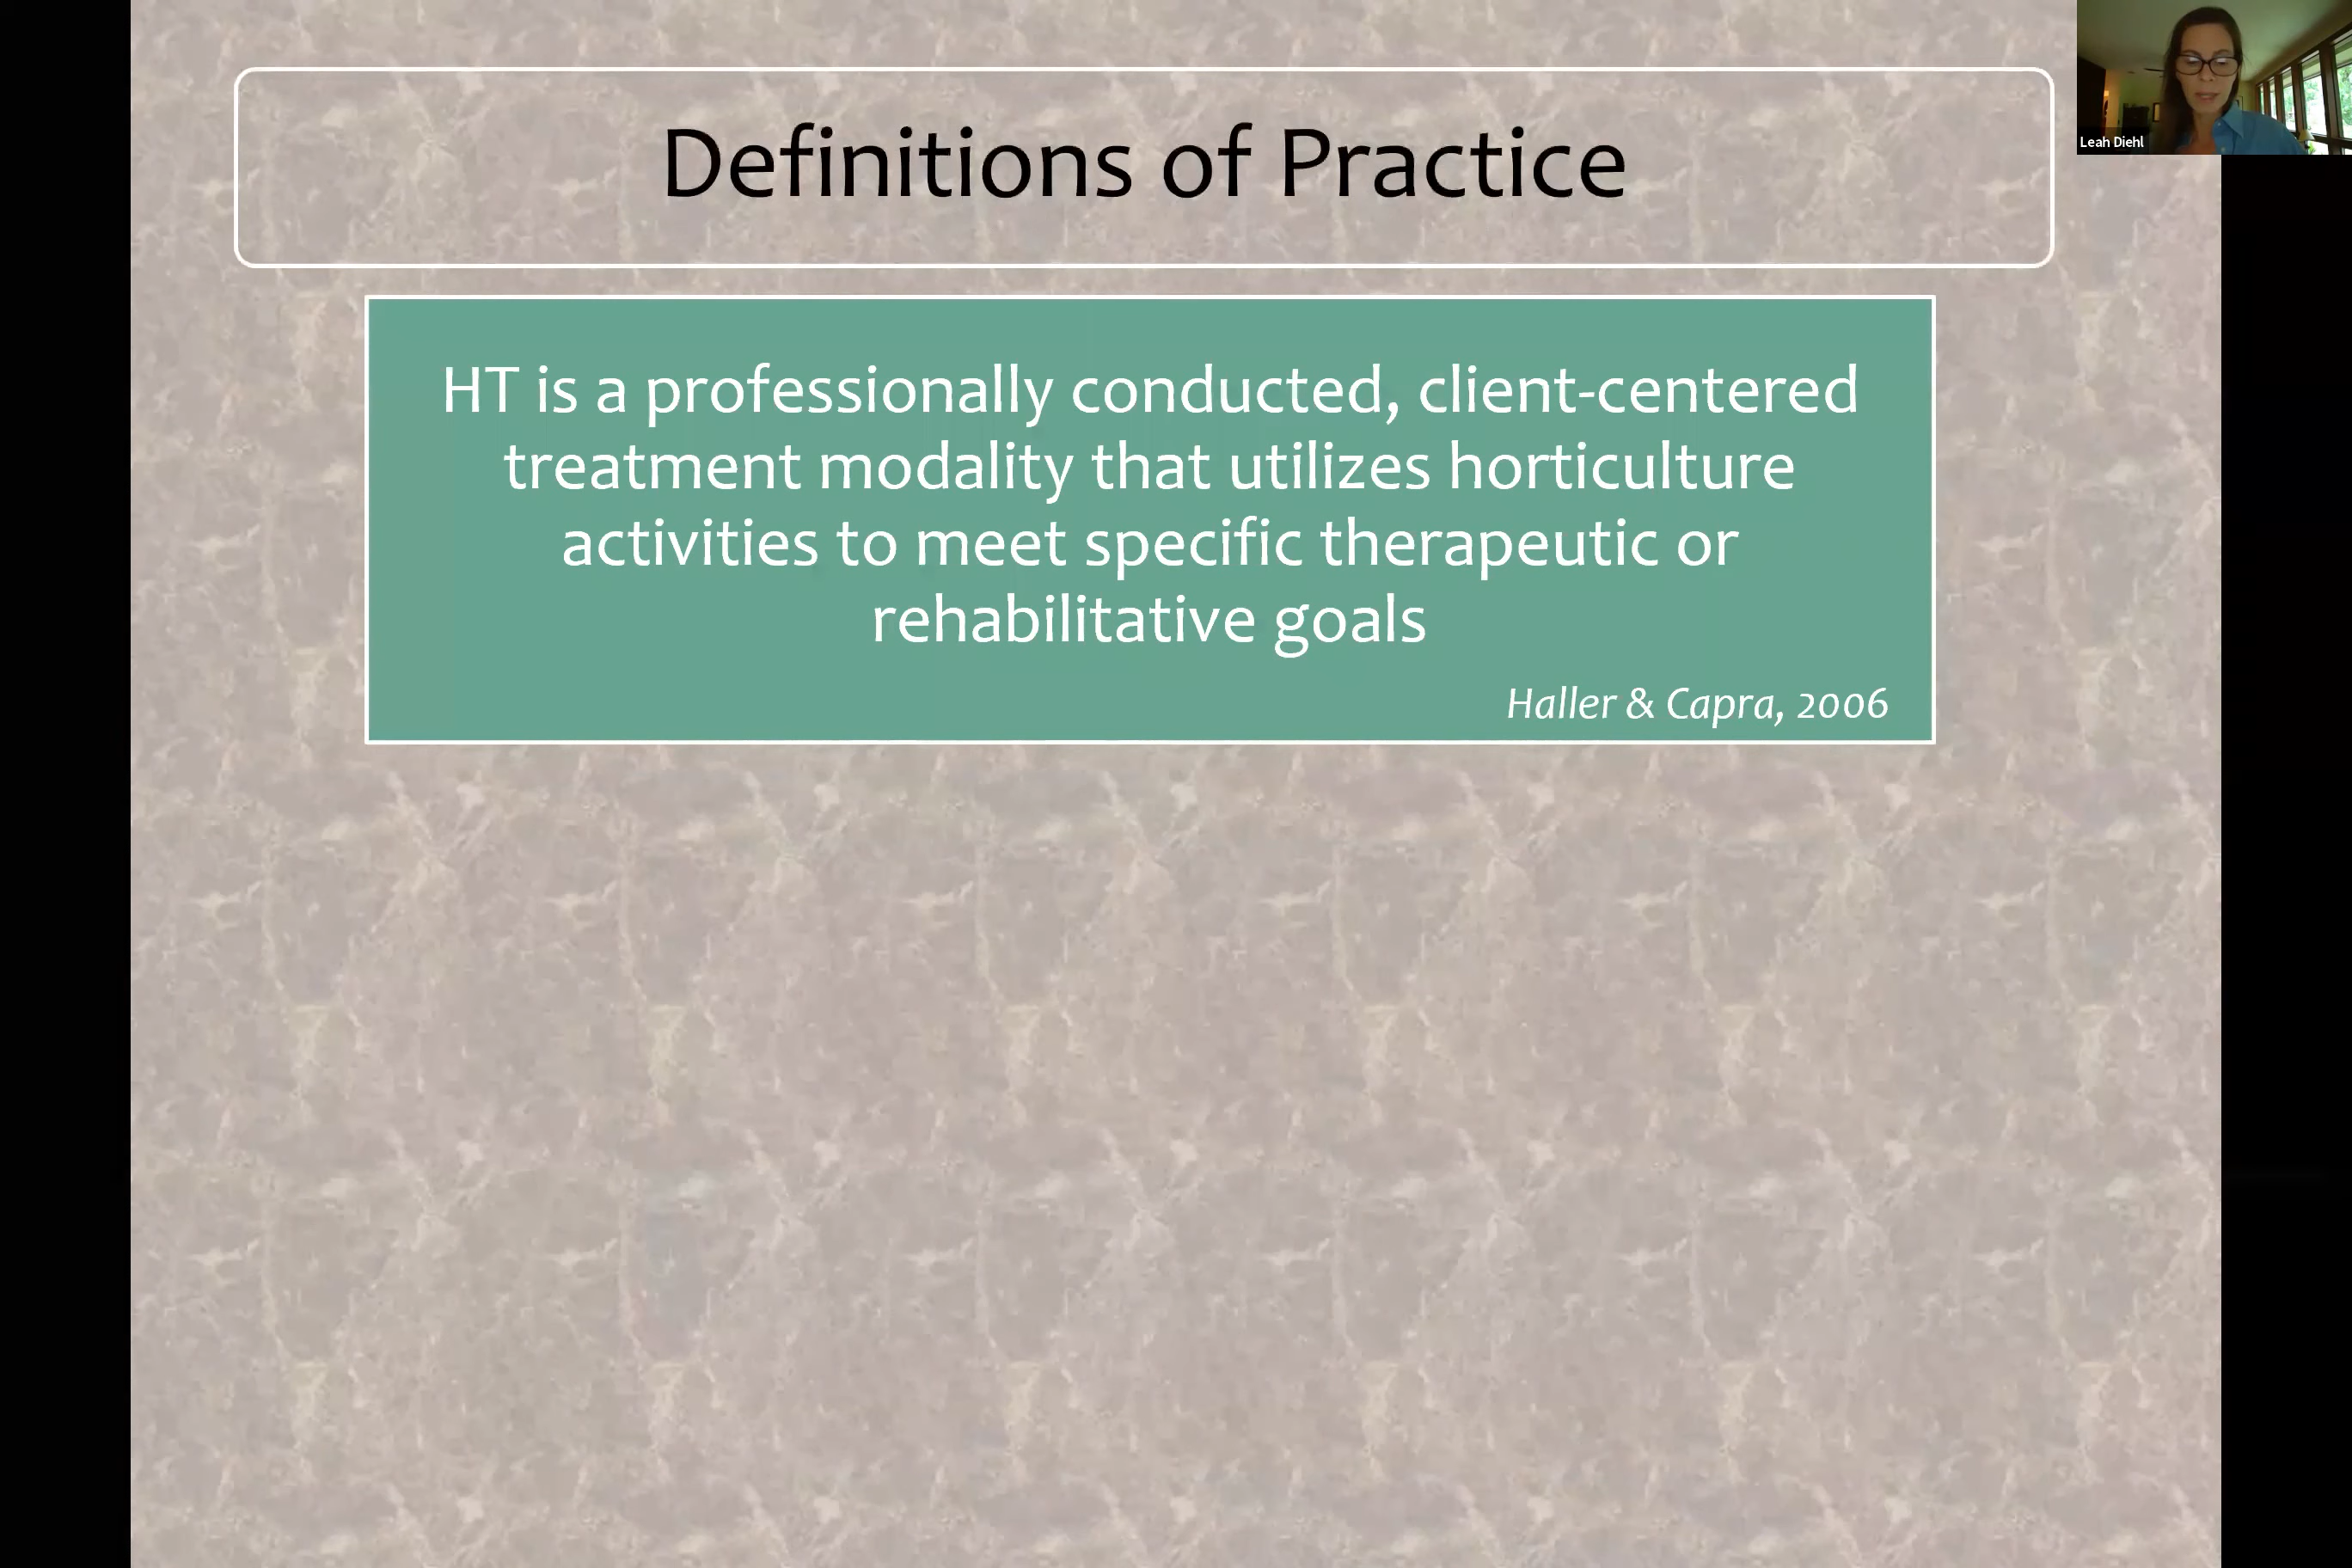 Definitions of Practice
Leah Diehl
HT is a professionally conducted, client-centered
treatment modality that utilizes horticulture
activities to meet specific therapeutic or
rehabilitative goals
Haller & Capra, 2006